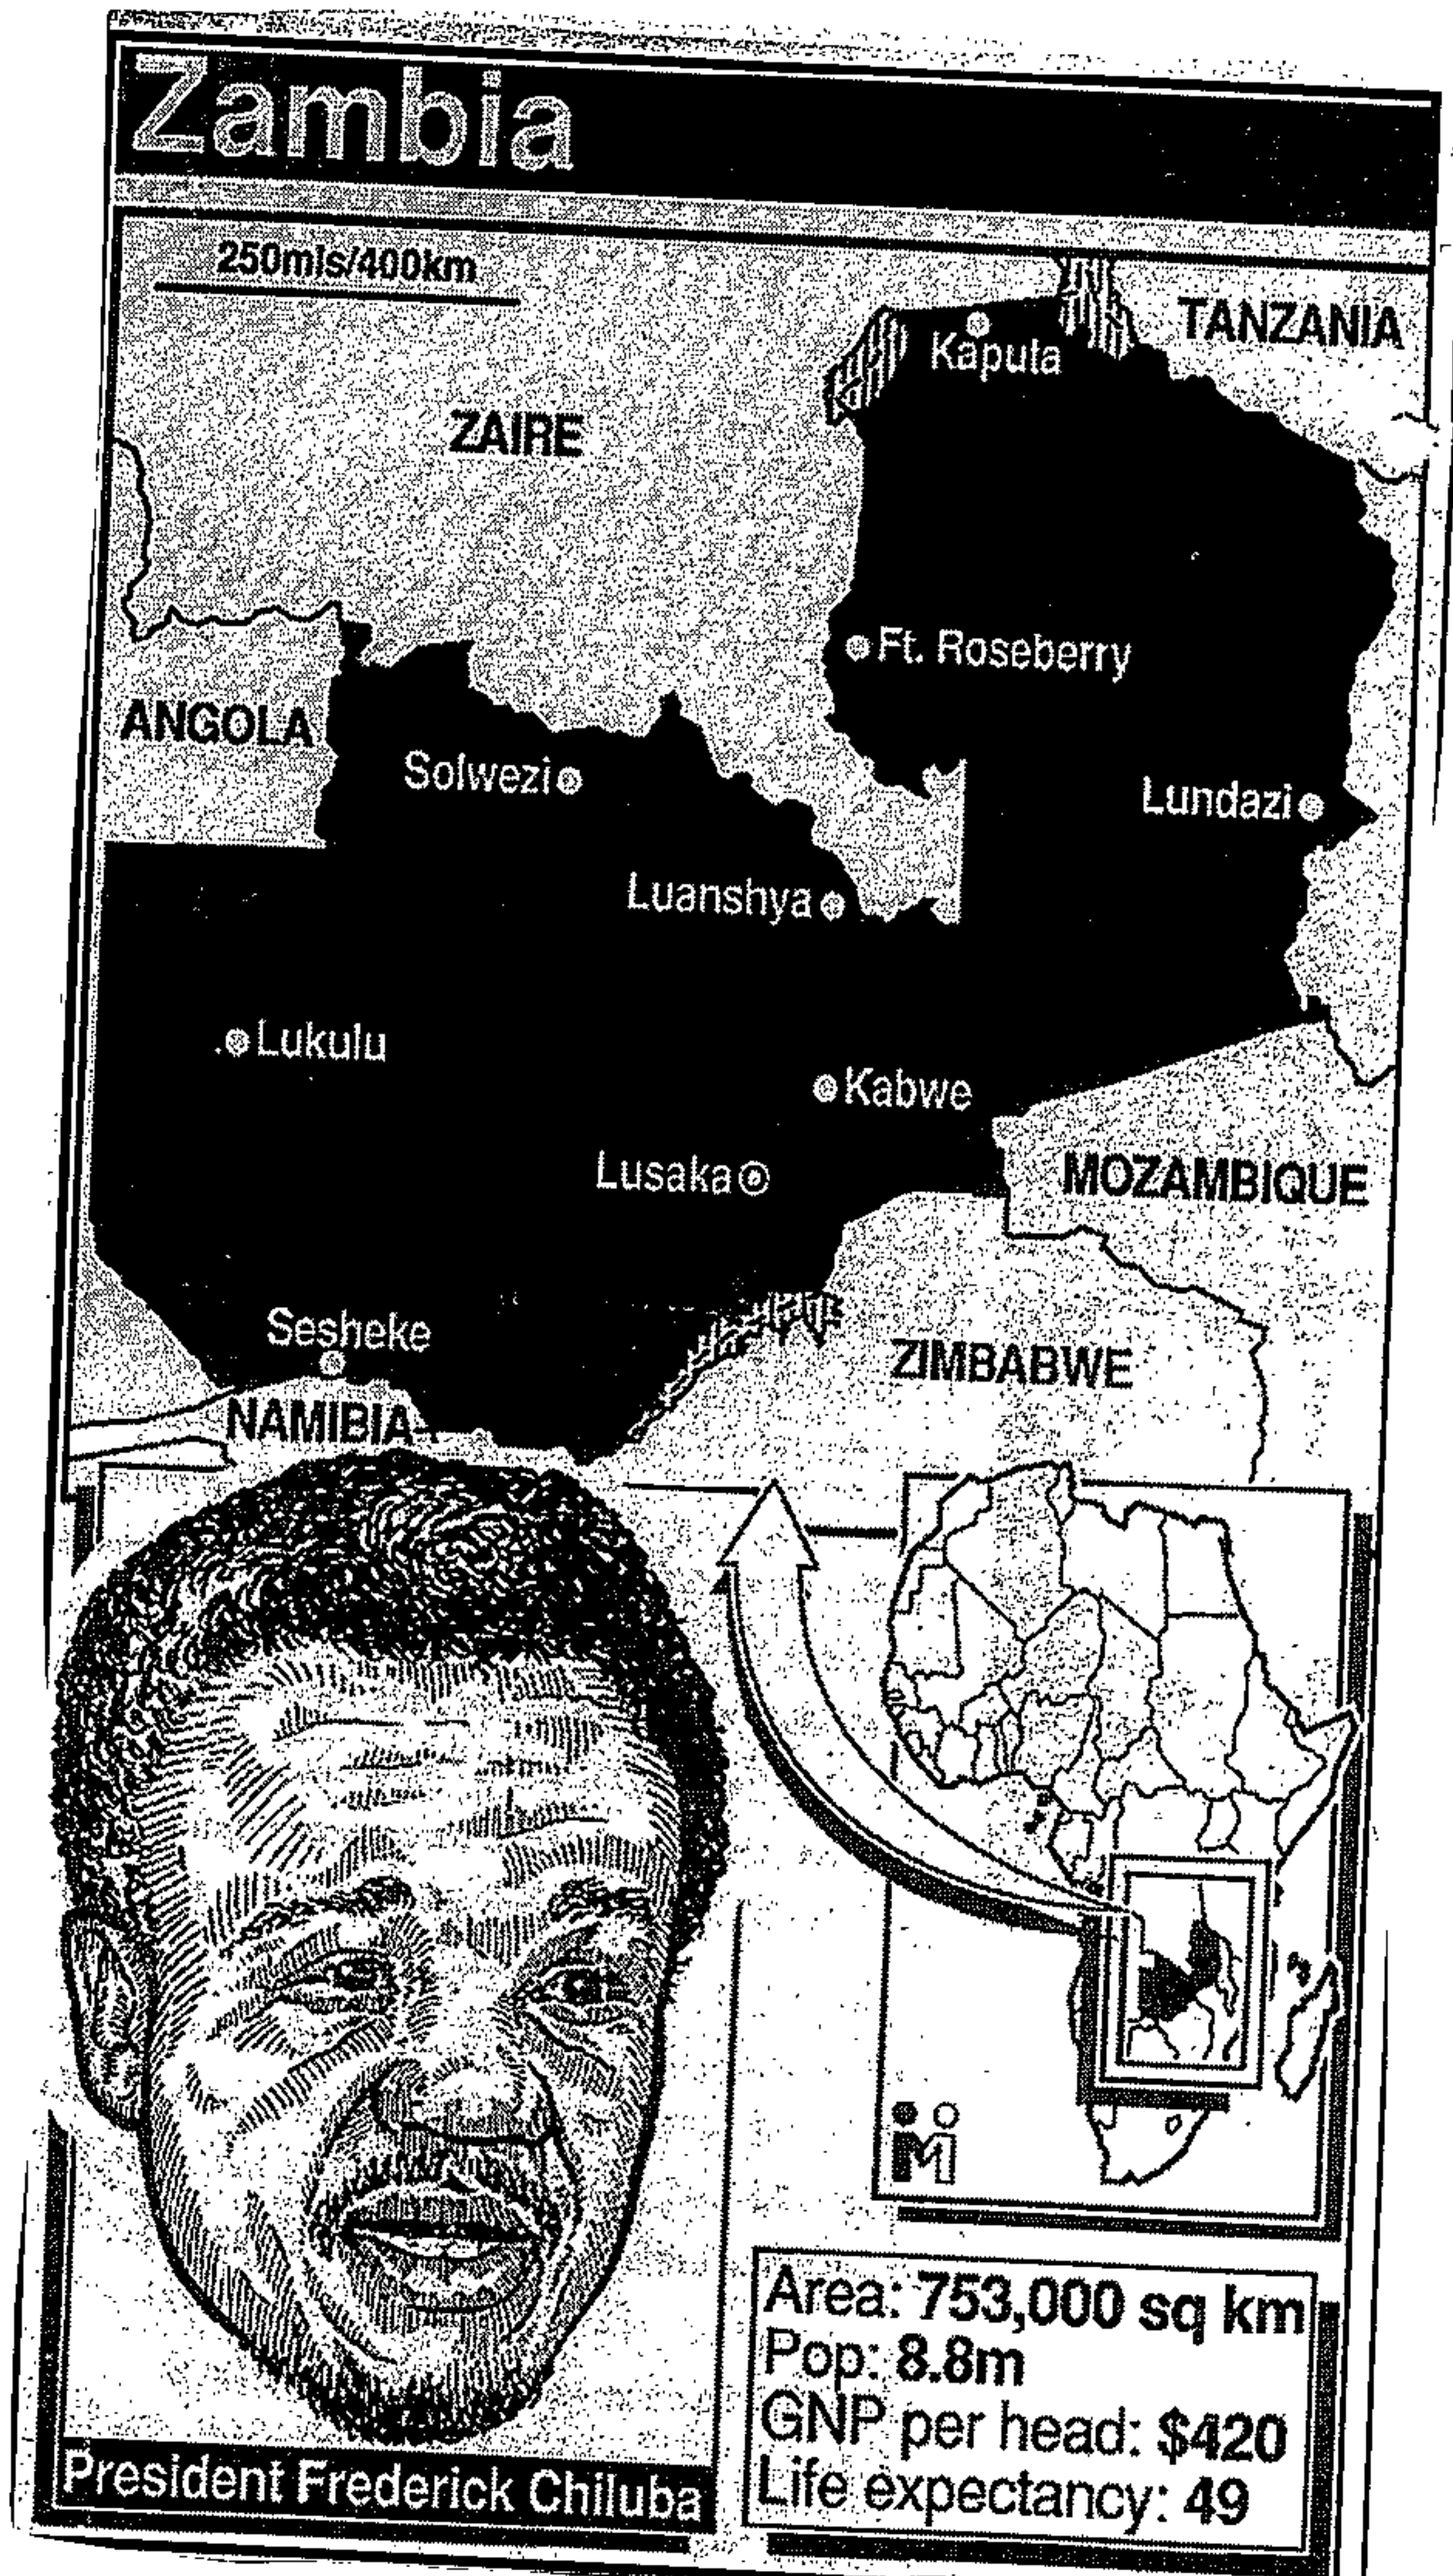 Zambia
250mls/400km
TANZANIA
Kaputa
ZAIRE
Ft. Roseberry
ANGOLA
Solwezi
Lundazi
Luanshya
Lukulu
Kabwe
Lusaka
MOZAMBIQUE
Sesheke
ZIMBABWE
NAMIBIA
Area: 753,000 sq km
Pop: 8.8m
GNP per head: $420
Life expectancy: 49
President Frederick Chiluba